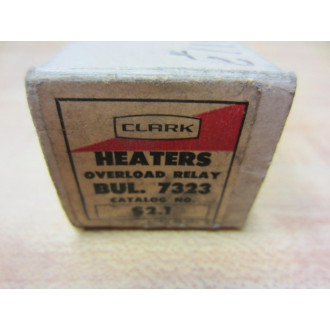 CLARK
HEATERS
OVERLOAD RELAY
BUL. 7323
CATALOG NO.
S2.1